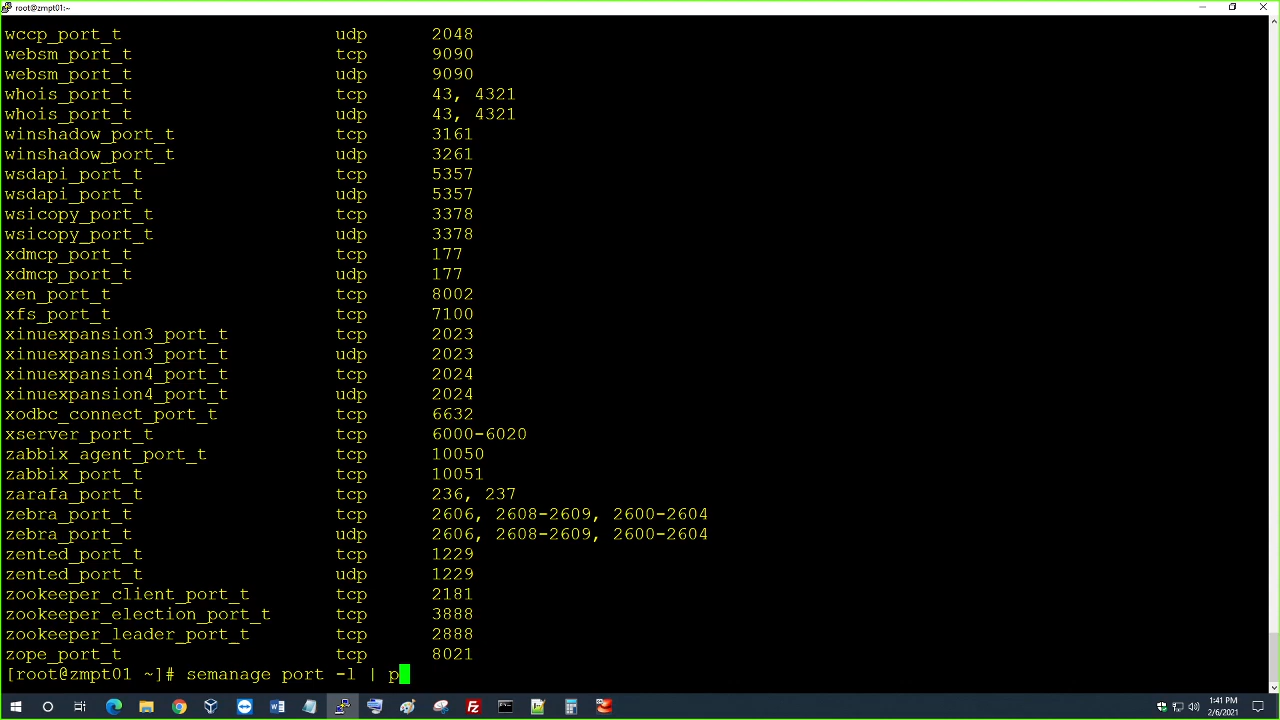 root@zmpt01:~
wccp_port_t udp 2048
websm_port_t tcp 9090
websm_port_t udp 9090
whois_port_t tcp 43, 4321
whois_port_t udp 43, 4321
winshadow_port_t tcp 3161
winshadow_port_t udp 3261
wsdapi_port_t tcp 5357
wsdapi_port_t udp 5357
wsicopy_port_t tcp 3378
wsicopy_port_t udp 3378
xdmcp_port_t tcp 177
xdmcp_port_t udp 177
xen_port_t tcp 8002
xfs_port_t tcp 7100
xinuexpansion3_port_t tcp 2023
xinuexpansion3_port_t udp 2023
xinuexpansion4_port_t tcp 2024
xinuexpansion4_port_t udp 2024
xodbc_connect_port_t tcp 6632
xserver_port_t tcp 6000-6020
zabbix_agent_port_t tcp 10050
zabbix_port_t tcp 10051
zarafa_port_t tcp 236, 237
zebra_port_t tcp 2606, 2608-2609, 2600-2604
zebra_port_t udp 2606, 2608-2609, 2600-2604
zented_port_t tcp 1229
zented_port_t udp 1229
zookeeper_client_port_t tcp 2181
zookeeper_election_port_t tcp 3888
zookeeper_leader_port_t tcp 2888
zope_port_t tcp 8021
[root@zmpt01 ~]# semanage port -l | p
1:41 PM
2/6/2021